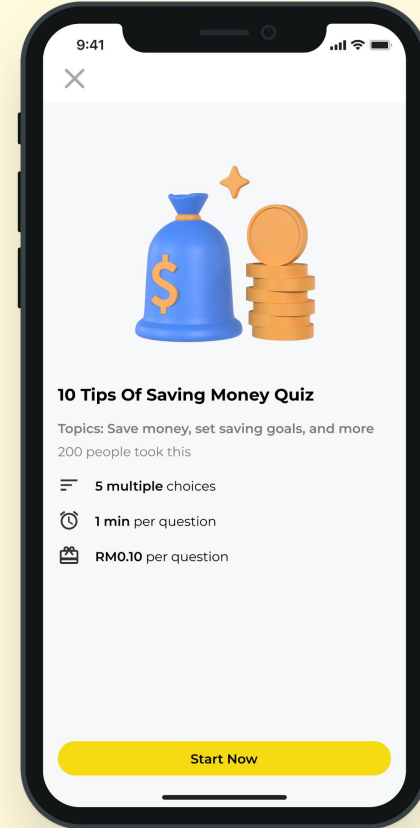 9:41
$
10 Tips Of Saving Money Quiz
Topics: Save money, set saving goals, and more
200 people took this
5 multiple choices
1 min per question
RM0.10 per question
Start Now